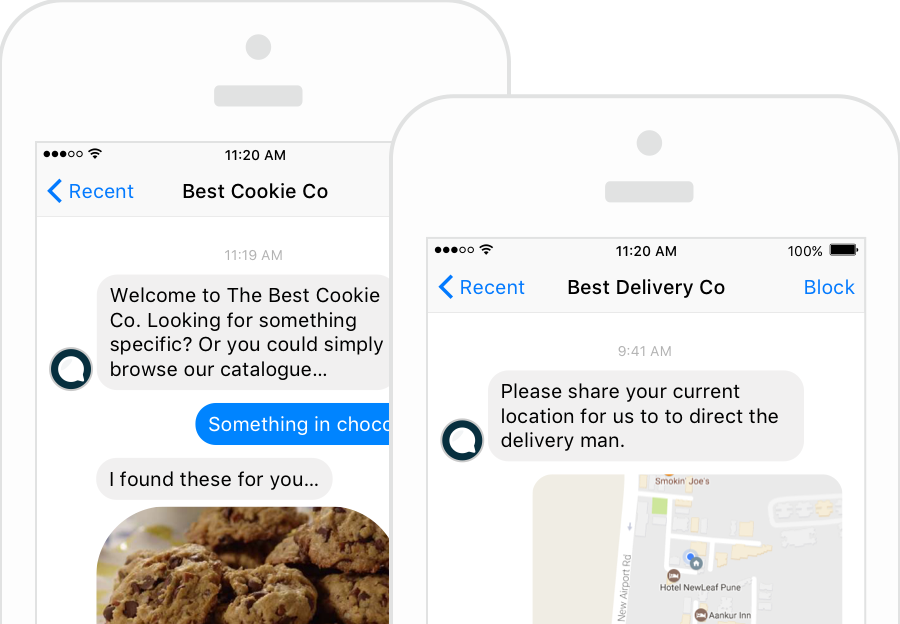 11:20 AM
Recent
Best Cookie Co
11:19 AM
Welcome to The Best Cookie
Co. Looking for something
specific? Or you could simply
browse our catalogue...
Something in
I found these for you...
11:20 AM
100%
Recent
Best Delivery Co
Block
9:41 AM
Please share your current
location for us to to direct the
delivery man.
Smokin' Joe's
New Airport Rd
Hotel NewLeaf Pune
Aankur Inn